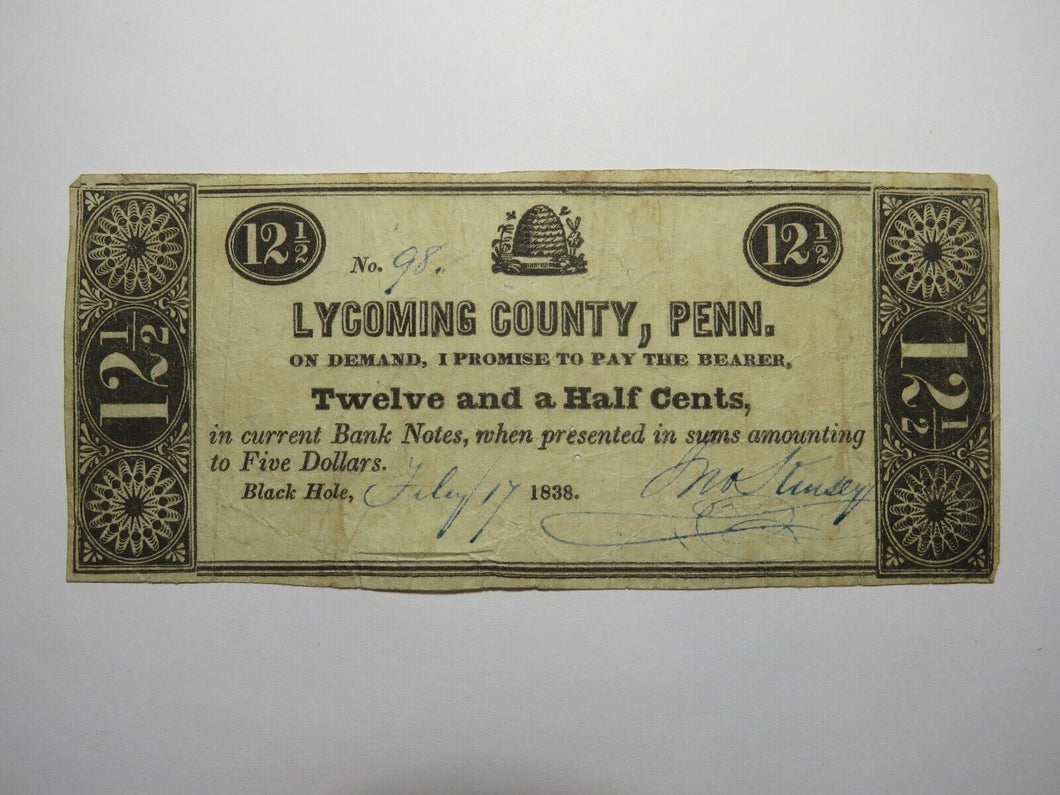 12½ 12½
No. 98.
LYCOMING COUNTY, PENN.
ON DEMAND, I PROMISE TO PAY THE BEARER,
Twelve and a Half Cents,
in current Bank Notes, when presented in sums amounting
to Five Dollars.
Black Hole, Feby 17 1838.
Jno
12½
12½